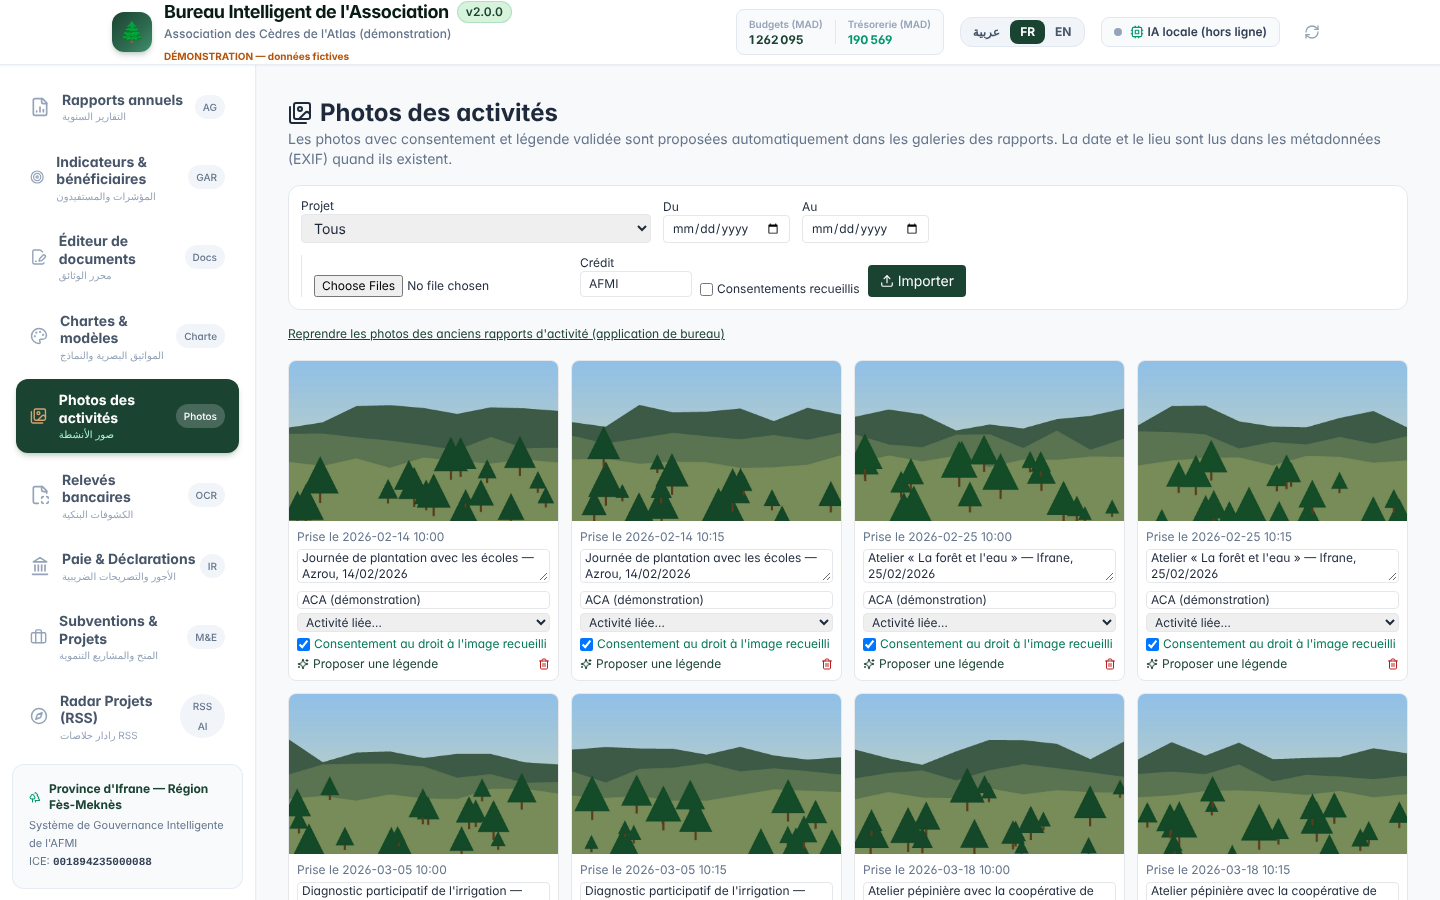 Bureau Intelligent de l'Association v2.0.0
Association des Cèdres de l'Atlas (démonstration)
DÉMONSTRATION — données fictives
Budgets (MAD)
1 262 095
Trésorerie (MAD)
190 569
عربية FR EN
IA locale (hors ligne)
Rapports annuels
التقارير السنوية
AG
Indicateurs &
bénéficiaires
المؤشرات والمستفيدون
GAR
Éditeur de
documents
محرر الوثائق
Docs
Chartes &
modèles
المواثيق البصرية والنماذج
Charte
Photos des
activités
صور الأنشطة
Photos
Relevés
bancaires
الكشوفات البنكية
OCR
Paie & Déclarations
الأجور والتصريحات الضريبية
IR
Subventions &
Projets
المنح والمشاريع التنموية
M&E
Radar Projets
(RSS)
رادار خلاصات RSS
RSS
AI
Province d'Ifrane — Région
Fès-Meknès
Système de Gouvernance Intelligente
de l'AFMI
ICE: 001894235000088
Photos des activités
Les photos avec consentement et légende validée sont proposées automatiquement dans les galeries des rapports. La date et le lieu sont lus dans les métadonnées
(EXIF) quand ils existent.
Projet
Tous
Du
mm/dd/yyyy
Au
mm/dd/yyyy
Choose Files No file chosen
Crédit
AFMI
Consentements recueillis
Importer
Reprendre les photos des anciens rapports d'activité (application de bureau)
Prise le 2026-02-14 10:00
Journée de plantation avec les écoles —
Azrou, 14/02/2026
ACA (démonstration)
Activité liée...
Consentement au droit à l'image recueilli
Proposer une légende
Prise le 2026-02-14 10:15
Journée de plantation avec les écoles —
Azrou, 14/02/2026
ACA (démonstration)
Activité liée...
Consentement au droit à l'image recueilli
Proposer une légende
Prise le 2026-02-25 10:00
Atelier « La forêt et l'eau » — Ifrane,
25/02/2026
ACA (démonstration)
Activité liée...
Consentement au droit à l'image recueilli
Proposer une légende
Prise le 2026-02-25 10:15
Atelier « La forêt et l'eau » — Ifrane,
25/02/2026
ACA (démonstration)
Activité liée...
Consentement au droit à l'image recueilli
Proposer une légende
Prise le 2026-03-05 10:00
Diagnostic participatif de l'irrigation —
Prise le 2026-03-05 10:15
Diagnostic participatif de l'irrigation —
Prise le 2026-03-18 10:00
Atelier pépinière avec la coopérative de
Prise le 2026-03-18 10:15
Atelier pépinière avec la coopérative de